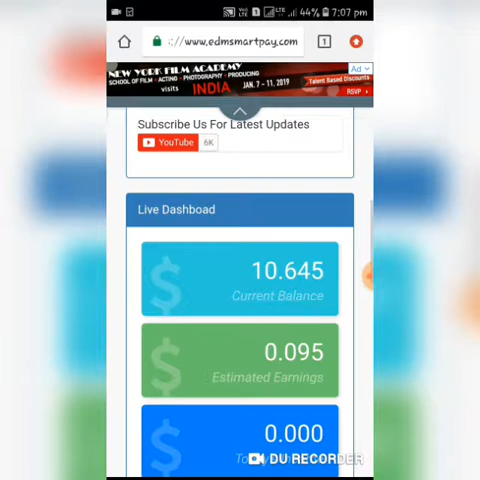 LTE 44% 7:07 pm
://www.edmsmartpay.com
1
NEW YORK FILM ACADEMY
SCHOOL OF FILM • ACTING • PHOTOGRAPHY • PRODUCING
visits INDIA
JAN. 7 - 11, 2019
Talent Based Discounts
RSVP
Ad
Subscribe Us For Latest Updates
YouTube 6K
Live Dashboad
$
10.645
Current Balance
$
0.095
Estimated Earnings
$
0.000
DU RECORDER